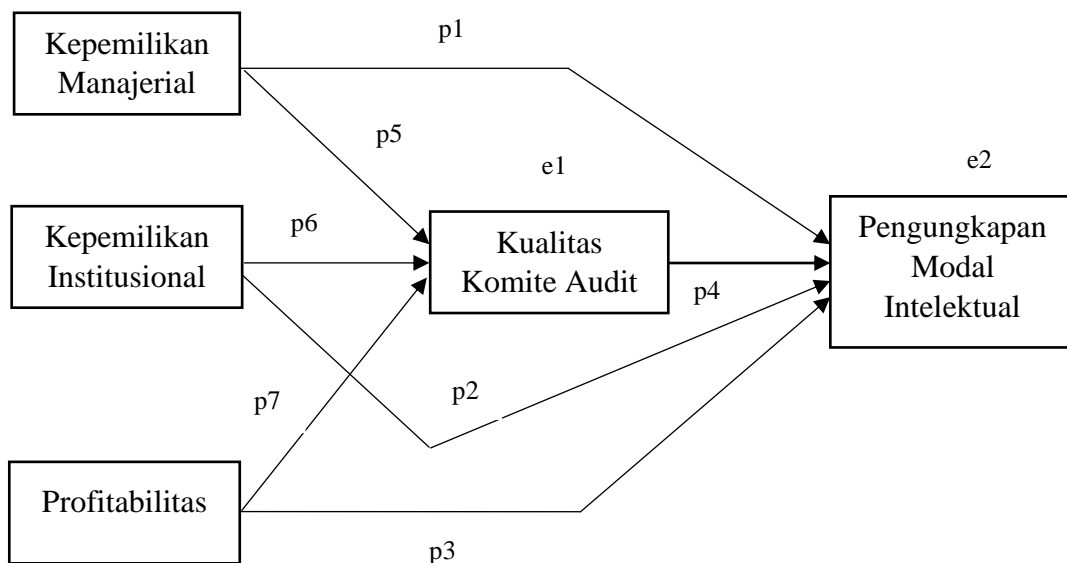 Kepemilikan
Manajerial
p1
p5
e1
e2
Kepemilikan
Institusional
p6
Kualitas
Komite Audit
p4
Pengungkapan
Modal
Intelektual
p7
p2
Profitabilitas
p3